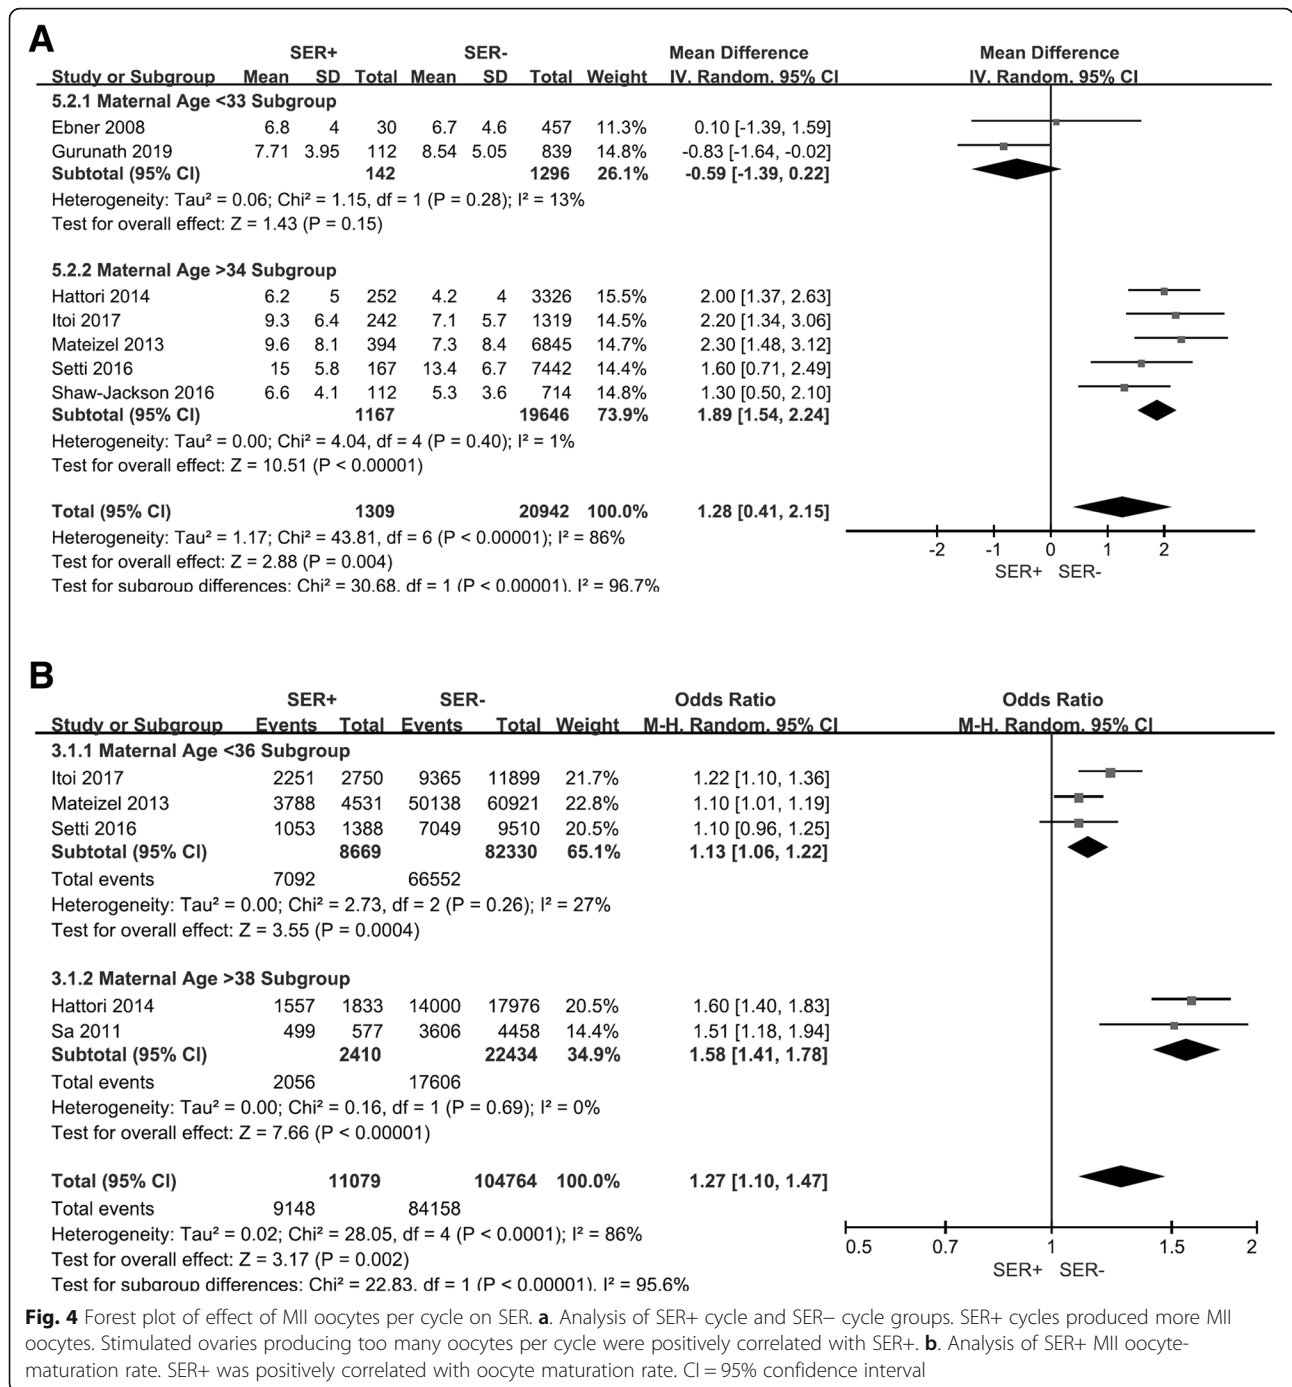 A
SER+ SER- Mean Difference Mean Difference
Study or Subgroup Mean SD Total Mean SD Total Weight IV. Random. 95% CI IV. Random. 95% CI
5.2.1 Maternal Age <33 Subgroup
Ebner 2008 6.8 4 30 6.7 4.6 457 11.3% 0.10 [-1.39, 1.59]
Gurunath 2019 7.71 3.95 112 8.54 5.05 839 14.8% -0.83 [-1.64, -0.02]
Subtotal (95% CI) 142 1296 26.1% -0.59 [-1.39, 0.22]
Heterogeneity: Tau² = 0.06; Chi² = 1.15, df = 1 (P = 0.28); I² = 13%
Test for overall effect: Z = 1.43 (P = 0.15)
5.2.2 Maternal Age >34 Subgroup
Hattori 2014 6.2 5 252 4.2 4 3326 15.5% 2.00 [1.37, 2.63]
Itoi 2017 9.3 6.4 242 7.1 5.7 1319 14.5% 2.20 [1.34, 3.06]
Mateizel 2013 9.6 8.1 394 7.3 8.4 6845 14.7% 2.30 [1.48, 3.12]
Setti 2016 15 5.8 167 13.4 6.7 7442 14.4% 1.60 [0.71, 2.49]
Shaw-Jackson 2016 6.6 4.1 112 5.3 3.6 714 14.8% 1.30 [0.50, 2.10]
Subtotal (95% CI) 1167 19646 73.9% 1.89 [1.54, 2.24]
Heterogeneity: Tau² = 0.00; Chi² = 4.04, df = 4 (P = 0.40); I² = 1%
Test for overall effect: Z = 10.51 (P < 0.00001)
Total (95% CI) 1309 20942 100.0% 1.28 [0.41, 2.15]
Heterogeneity: Tau² = 1.17; Chi² = 43.81, df = 6 (P < 0.00001); I² = 86%
Test for overall effect: Z = 2.88 (P = 0.004)
Test for subgroup differences: Chi² = 30.68. df = 1 (P < 0.00001). I² = 96.7%
-2 -1 0 1 2
SER+ SER-
B
SER+ SER- Odds Ratio Odds Ratio
Study or Subgroup Events Total Events Total Weight M-H. Random. 95% CI M-H. Random. 95% CI
3.1.1 Maternal Age <36 Subgroup
Itoi 2017 2251 2750 9365 11899 21.7% 1.22 [1.10, 1.36]
Mateizel 2013 3788 4531 50138 60921 22.8% 1.10 [1.01, 1.19]
Setti 2016 1053 1388 7049 9510 20.5% 1.10 [0.96, 1.25]
Subtotal (95% CI) 8669 82330 65.1% 1.13 [1.06, 1.22]
Total events 7092 66552
Heterogeneity: Tau² = 0.00; Chi² = 2.73, df = 2 (P = 0.26); I² = 27%
Test for overall effect: Z = 3.55 (P = 0.0004)
3.1.2 Maternal Age >38 Subgroup
Hattori 2014 1557 1833 14000 17976 20.5% 1.60 [1.40, 1.83]
Sa 2011 499 577 3606 4458 14.4% 1.51 [1.18, 1.94]
Subtotal (95% CI) 2410 22434 34.9% 1.58 [1.41, 1.78]
Total events 2056 17606
Heterogeneity: Tau² = 0.00; Chi² = 0.16, df = 1 (P = 0.69); I² = 0%
Test for overall effect: Z = 7.66 (P < 0.00001)
Total (95% CI) 11079 104764 100.0% 1.27 [1.10, 1.47]
Total events 9148 84158
Heterogeneity: Tau² = 0.02; Chi² = 28.05, df = 4 (P < 0.0001); I² = 86%
Test for overall effect: Z = 3.17 (P = 0.002)
Test for subgroup differences: Chi² = 22.83. df = 1 (P < 0.00001). I² = 95.6%
0.5 0.7 1 1.5 2
SER+ SER-
Fig. 4 Forest plot of effect of MII oocytes per cycle on SER. a. Analysis of SER+ cycle and SER− cycle groups. SER+ cycles produced more MII
oocytes. Stimulated ovaries producing too many oocytes per cycle were positively correlated with SER+. b. Analysis of SER+ MII oocyte-
maturation rate. SER+ was positively correlated with oocyte maturation rate. CI = 95% confidence interval